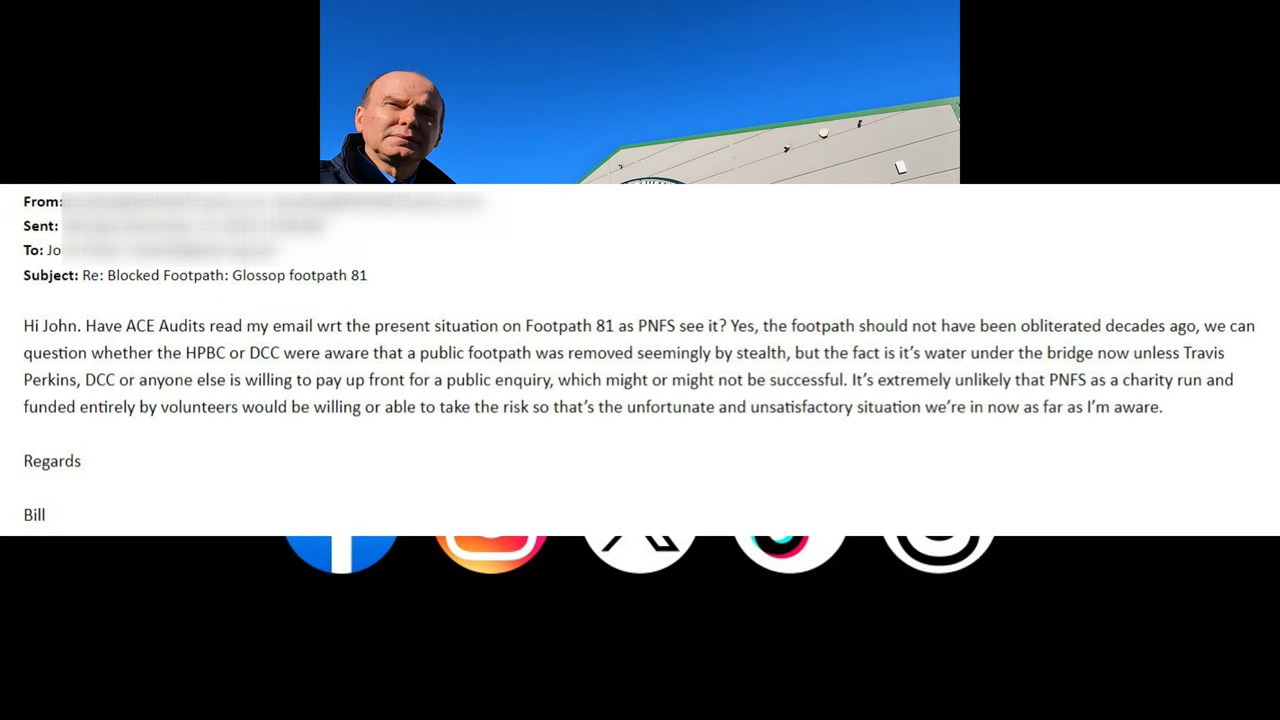 From:
Sent:
To: Jo
Subject: Re: Blocked Footpath: Glossop footpath 81
Hi John. Have ACE Audits read my email wrt the present situation on Footpath 81 as PNFS see it? Yes, the footpath should not have been obliterated decades ago, we can
question whether the HPBC or DCC were aware that a public footpath was removed seemingly by stealth, but the fact is it’s water under the bridge now unless Travis
Perkins, DCC or anyone else is willing to pay up front for a public enquiry, which might or might not be successful. It’s extremely unlikely that PNFS as a charity run and
funded entirely by volunteers would be willing or able to take the risk so that’s the unfortunate and unsatisfactory situation we’re in now as far as I’m aware.
Regards
Bill